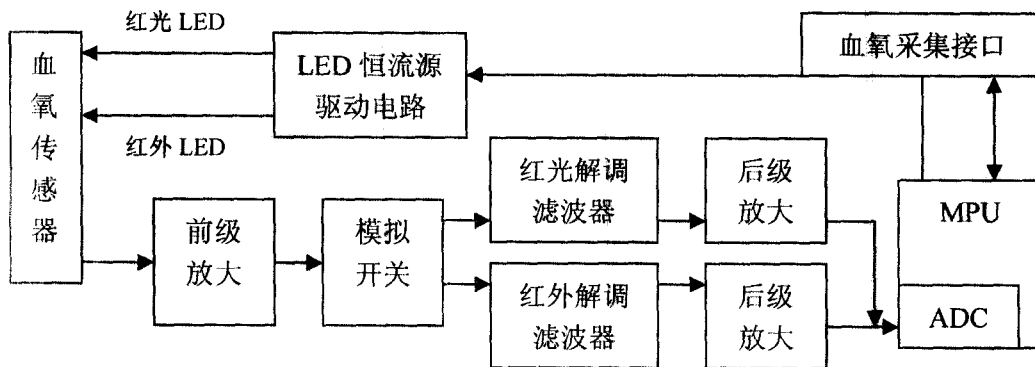 红光 LED
血氧传感器
LED 恒流源
驱动电路
血氧采集接口
红外 LED
前级
放大
模拟
开关
红光解调
滤波器
后级
放大
MPU
红外解调
滤波器
后级
放大
ADC